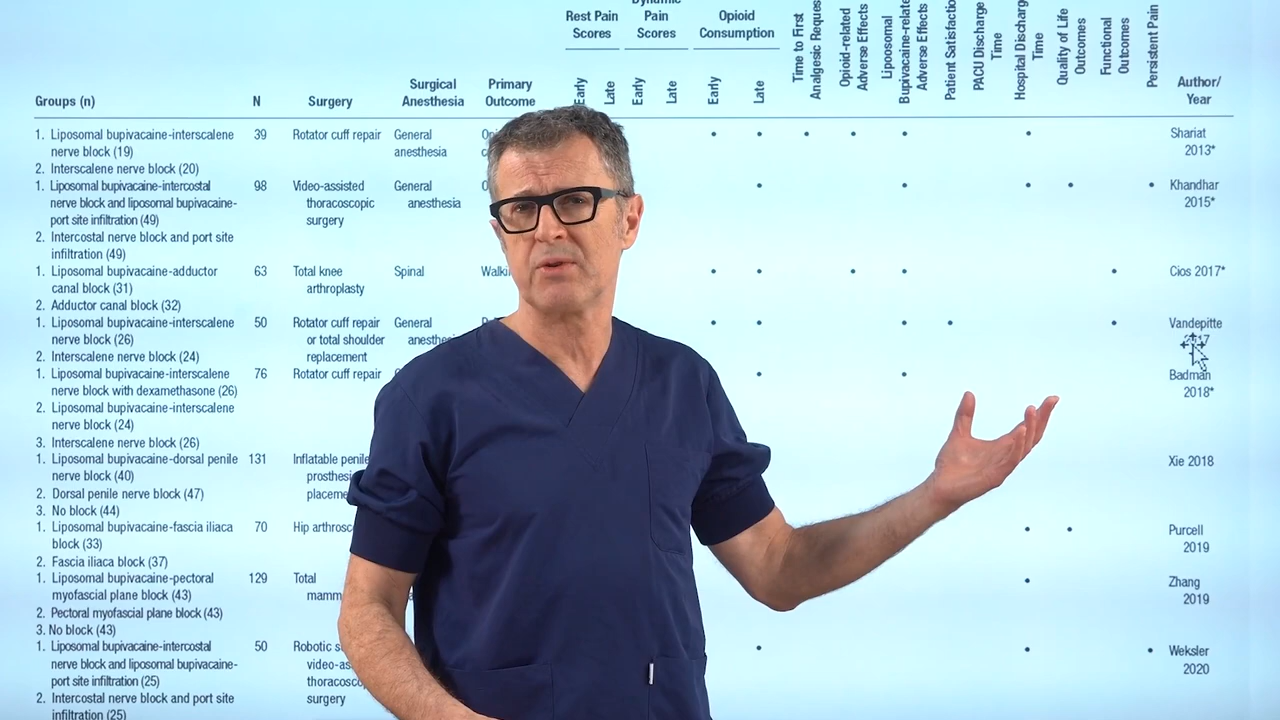 Dynamic
Rest Pain
Pain
Opioid
Scores
Scores
Consumption
Time to First
Analgesic Reques
Opioid-related
Adverse Effects
Lipoosomal
Bupivacaine-relate
Adverse Effects
Patient Satisfactio
PACU Discharge
Time
Hospital Discharg
Time
Quality of Life
Outcomes
Functional
Outcomes
Persistent Pain
Surgical
Primary
Early
Late
Early
Late
Early
Late
Author/
Groups (n)
N
Surgery
Anesthesia
Outcome
Year
1. Liposomal bupivacaine-interscalene
39
Rotator cuff repair
General
Shariat
nerve block (19)
anesthesia
2013*
2. Interscalene nerve block (20)
1. Liposomal bupivacaine-intercostal
98
Video-assisted
General
Khandhar
nerve block and liposomal bupivacaine-
thoracoscopic
anesthesia
2015*
port site infiltration (49)
surgery
2. Intercostal nerve block and port site
infiltration (49)
1. Liposomal bupivacaine-adductor
63
Total knee
Spinal
Walki
Cios 2017*
canal block (31)
arthroplasty
2. Adductor canal block (32)
1. Liposomal bupivacaine-interscalene
50
Rotator cuff repair
General
Vandepitte
nerve block (26)
or total shoulder
anesthes
2. Interscalene nerve block (24)
replacement
1. Liposomal bupivacaine-interscalene
76
Rotator cuff repair
Badman
nerve block with dexamethasone (26)
2018*
2. Liposomal bupivacaine-interscalene
nerve block (24)
3. Interscalene nerve block (26)
1. Liposomal bupivacaine-dorsal penile
131
Inflatable penile
Xie 2018
nerve block (40)
prosthesi
2. Dorsal penile nerve block (47)
placeme
3. No block (44)
1. Liposomal bupivacaine-fascia iliaca
70
Hip arthrosc
Purcell
block (33)
2019
2. Fascia iliaca block (37)
1. Liposomal bupivacaine-pectoral
129
Total
Zhang
myofascial plane block (43)
mamm
2019
2. Pectoral myofascial plane block (43)
3. No block (43)
1. Liposomal bupivacaine-intercostal
50
Robotic s
Weksler
nerve block and liposomal bupivacaine-
video-as
2020
port site infiltration (25)
thoracoscop
2. Intercostal nerve block and port site
surgery
infiltration (25)